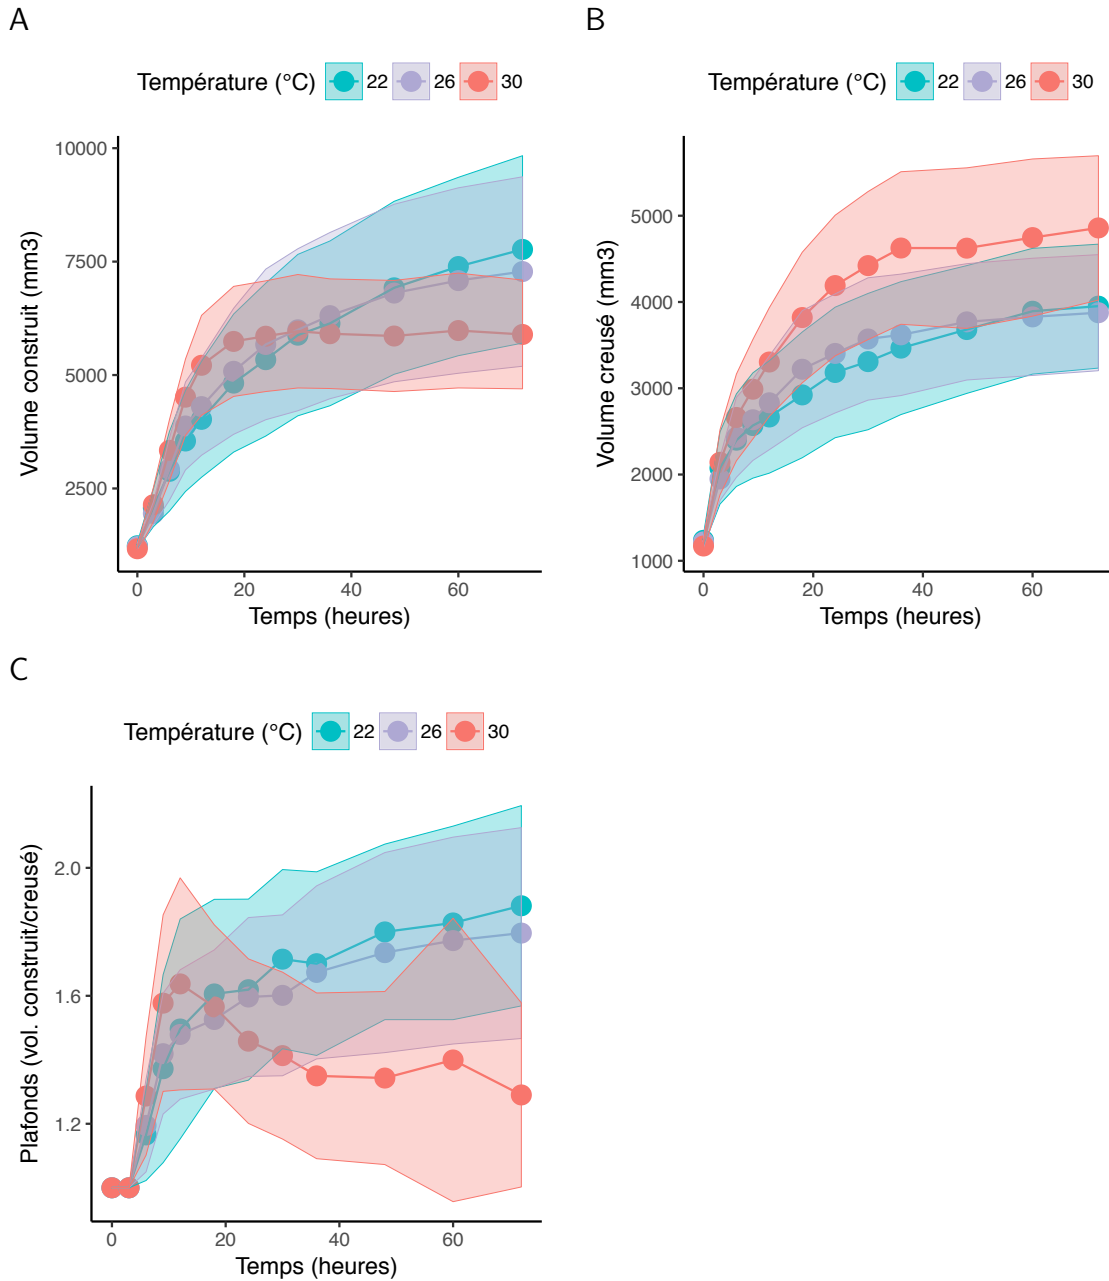 A
B
Température (°C) 22 26 30
Température (°C) 22 26 30
Volume construit (mm3)
10000
7500
5000
2500
0 20 40 60
Temps (heures)
Volume creusé (mm3)
5000
4000
3000
2000
1000
0 20 40 60
Temps (heures)
C
Température (°C) 22 26 30
Plafonds (vol. construit/creusé)
2.0
1.6
1.2
0 20 40 60
Temps (heures)